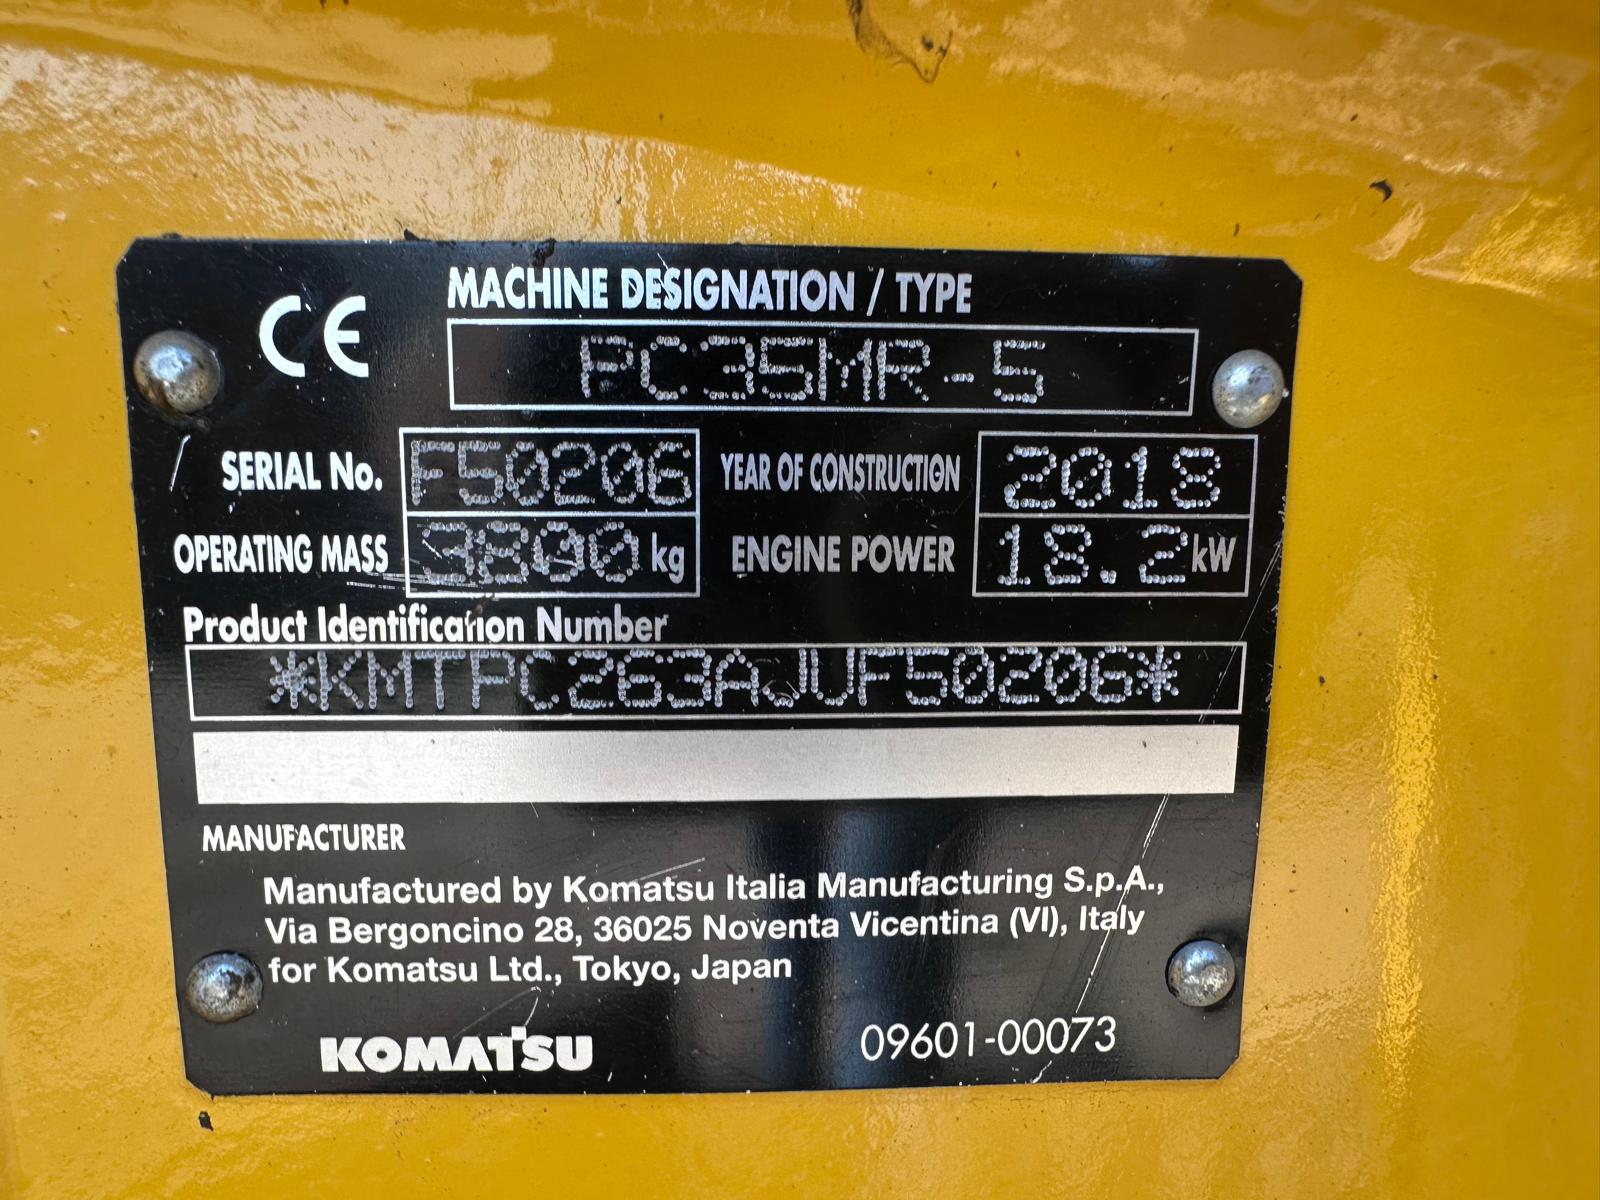 CE
MACHINE DESIGNATION / TYPE
PC35MR-5
SERIAL No. F50206 YEAR OF CONSTRUCTION 2018
OPERATING MASS 3800 kg ENGINE POWER 18.2 kW
Product Identification Number
*KMTPC263AJUF50206*
MANUFACTURER
Manufactured by Komatsu Italia Manufacturing S.p.A.,
Via Bergoncino 28, 36025 Noventa Vicentina (VI), Italy
for Komatsu Ltd., Tokyo, Japan
KOMATSU 09601-00073